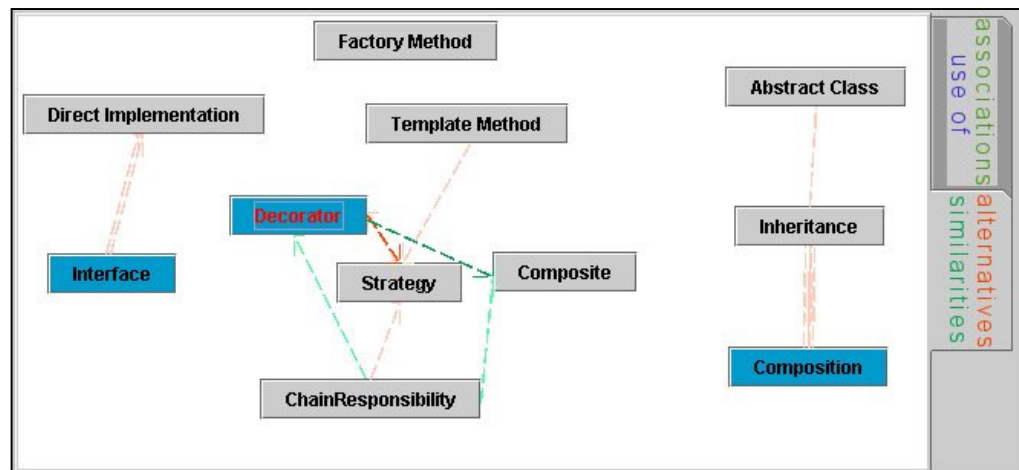 Factory Method
Abstract Class
Direct Implementation
Template Method
Decorator
Inheritance
Interface
Strategy
Composite
Composition
ChainResponsibility
associations
use of
alternatives
similarities